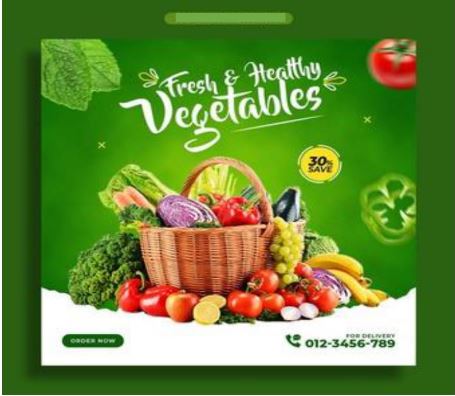 Fresh & Healthy
Vegetables
30%
SAVE
ORDER NOW
FOR DELIVERY
012-3456-789